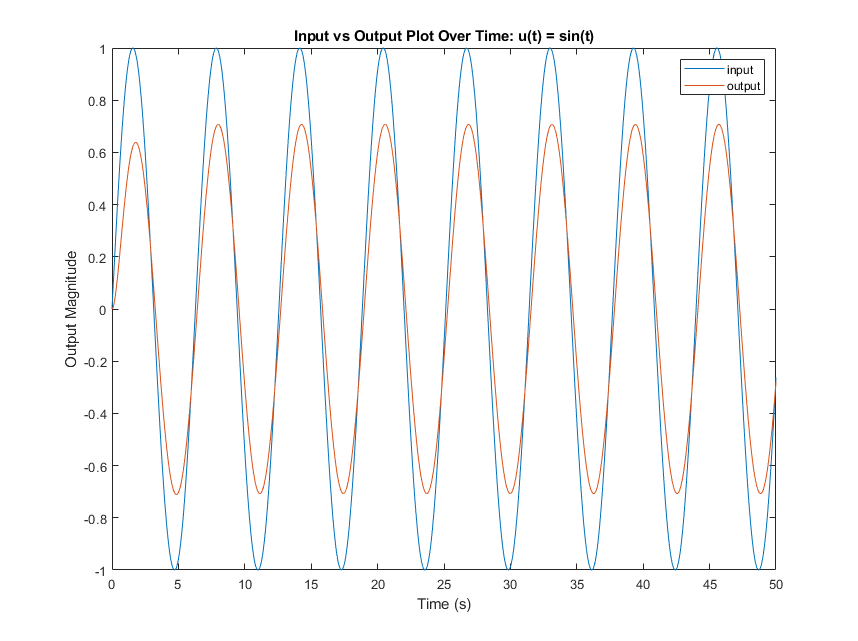 Input vs Output Plot Over Time: u(t) = sin(t)
input
output
Output Magnitude
1
0.8
0.6
0.4
0.2
0
-0.2
-0.4
-0.6
-0.8
-1
0 5 10 15 20 25 30 35 40 45 50
Time (s)